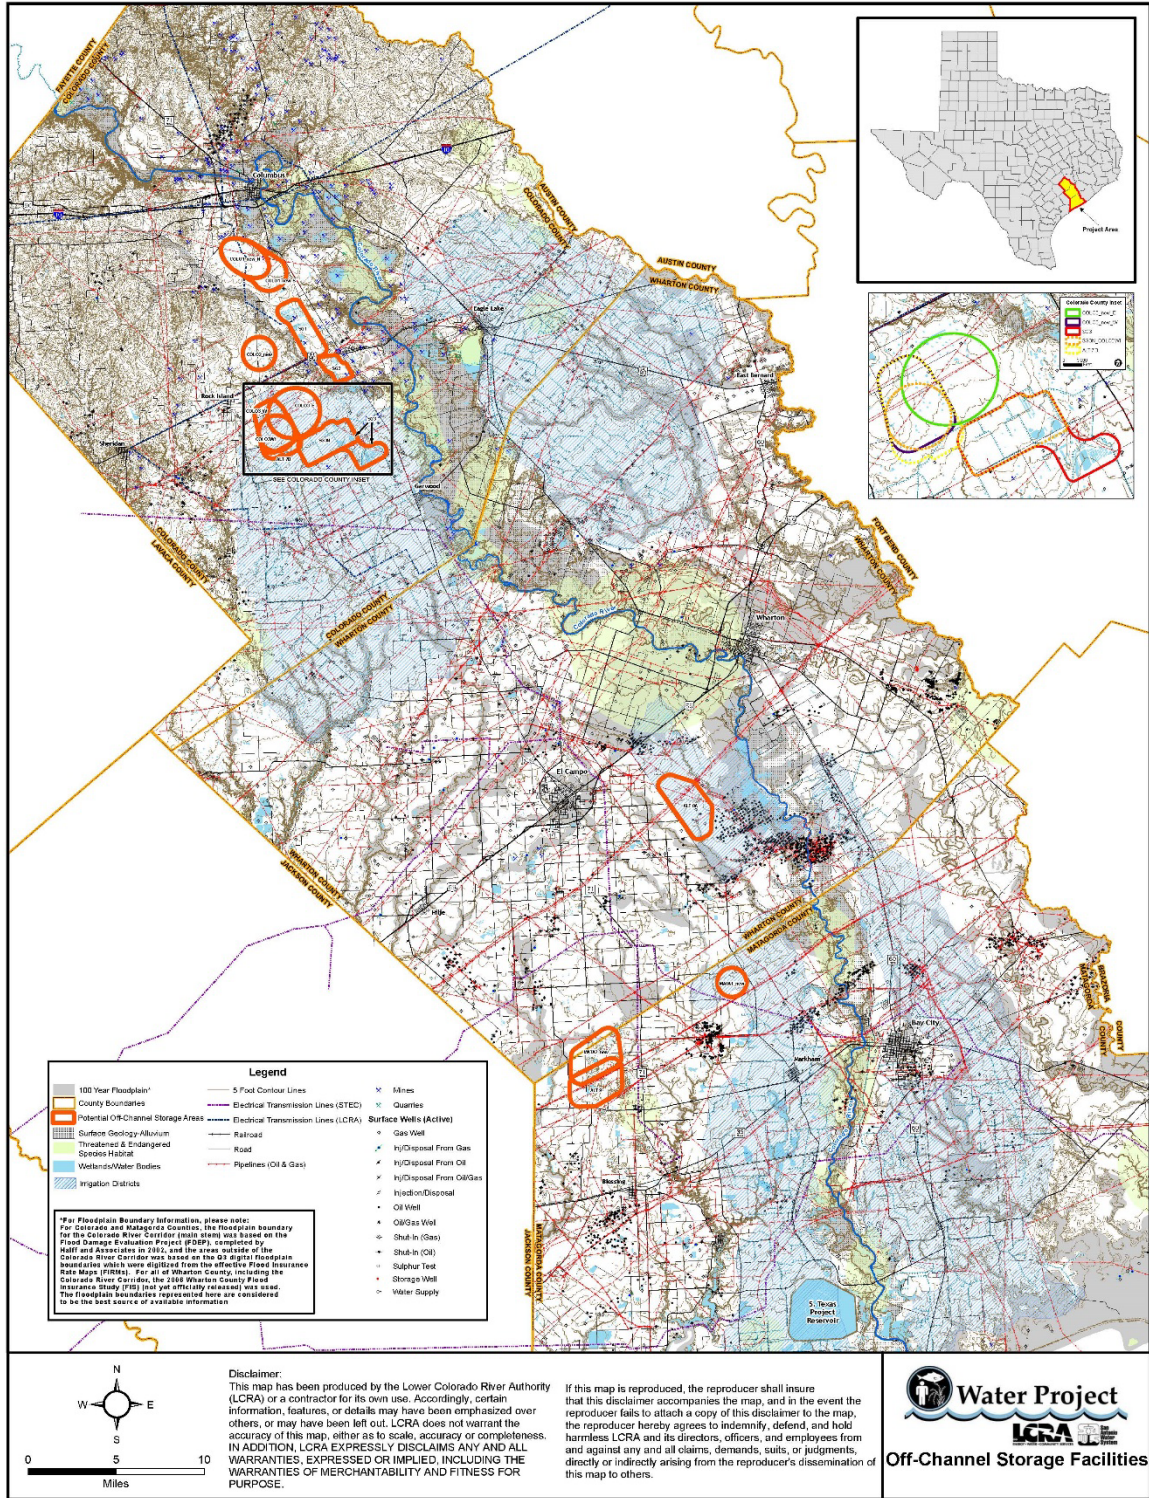 FAYETTE COUNTY
COLORADO COUNTY
71
Columbus
10
10
AUSTIN COUNTY
COLORADO COUNTY
AUSTIN COUNTY
WHARTON COUNTY
Project Area
Colorado County Inset
Eagle Lake
East Bernard
Rock Island
Sheridan
SEE COLORADO COUNTY INSET
Garwood
COLORADO COUNTY
LAVACA COUNTY
COLORADO COUNTY
WHARTON COUNTY
FORT BEND COUNTY
WHARTON COUNTY
Colorado River
Wharton
El Campo
WHARTON COUNTY
JACKSON COUNTY
WHARTON COUNTY
MATAGORDA COUNTY
BRAZORIA COUNTY
MATAGORDA COUNTY
Bay City
Markham
Blessing
MATAGORDA COUNTY
JACKSON COUNTY
S. Texas
Project
Reservoir
Legend
100 Year Floodplain*
County Boundaries
Potential Off-Channel Storage Areas
Surface Geology-Alluvium
Threatened & Endangered
Species Habitat
Wetlands/Water Bodies
Irrigation Districts
5 Foot Contour Lines
Electrical Transmission Lines (STEC)
Electrical Transmission Lines (LCRA)
Railroad
Road
Pipelines (Oil & Gas)
Mines
Quarries
Surface Wells (Active)
Gas Well
Inj/Disposal From Gas
Inj/Disposal From Oil
Inj/Disposal From Oil/Gas
Injection/Disposal
Oil Well
Oil/Gas Well
Shut-In (Gas)
Shut-In (Oil)
Sulphur Test
Storage Well
Water Supply
*For Floodplain Boundary Information, please note:
For Colorado and Matagorda Counties, the floodplain boundary
for the Colorado River Corridor (main stem) was based on the
Flood Damage Evaluation Project (FDEP), completed by
Halff and Associates in 2002, and the areas outside of the
Colorado River Corridor was based on the Q3 digital floodplain
boundaries which were digitized from the effective Flood Insurance
Rate Maps (FIRMs). For all of Wharton County, including the
Colorado River Corridor, the 2006 Wharton County Flood
Insurance Study (FIS) (not yet officially released) was used.
The floodplain boundaries represented here are considered
to be the best source of available information
N
W E
S
0 5 10
Miles
Disclaimer:
This map has been produced by the Lower Colorado River Authority
(LCRA) or a contractor for its own use. Accordingly, certain
information, features, or details may have been emphasized over
others, or may have been left out. LCRA does not warrant the
accuracy of this map, either as to scale, accuracy or completeness.
IN ADDITION, LCRA EXPRESSLY DISCLAIMS ANY AND ALL
WARRANTIES, EXPRESSED OR IMPLIED, INCLUDING THE
WARRANTIES OF MERCHANTABILITY AND FITNESS FOR
PURPOSE.
If this map is reproduced, the reproducer shall insure
that this disclaimer accompanies the map, and in the event the
reproducer fails to attach a copy of this disclaimer to the map,
the reproducer hereby agrees to indemnify, defend, and hold
harmless LCRA and its directors, officers, and employees from
and against any and all claims, demands, suits, or judgments,
directly or indirectly arising from the reproducer's dissemination of
this map to others.
Water Project
LCRA
San Antonio Water System
Off-Channel Storage Facilities